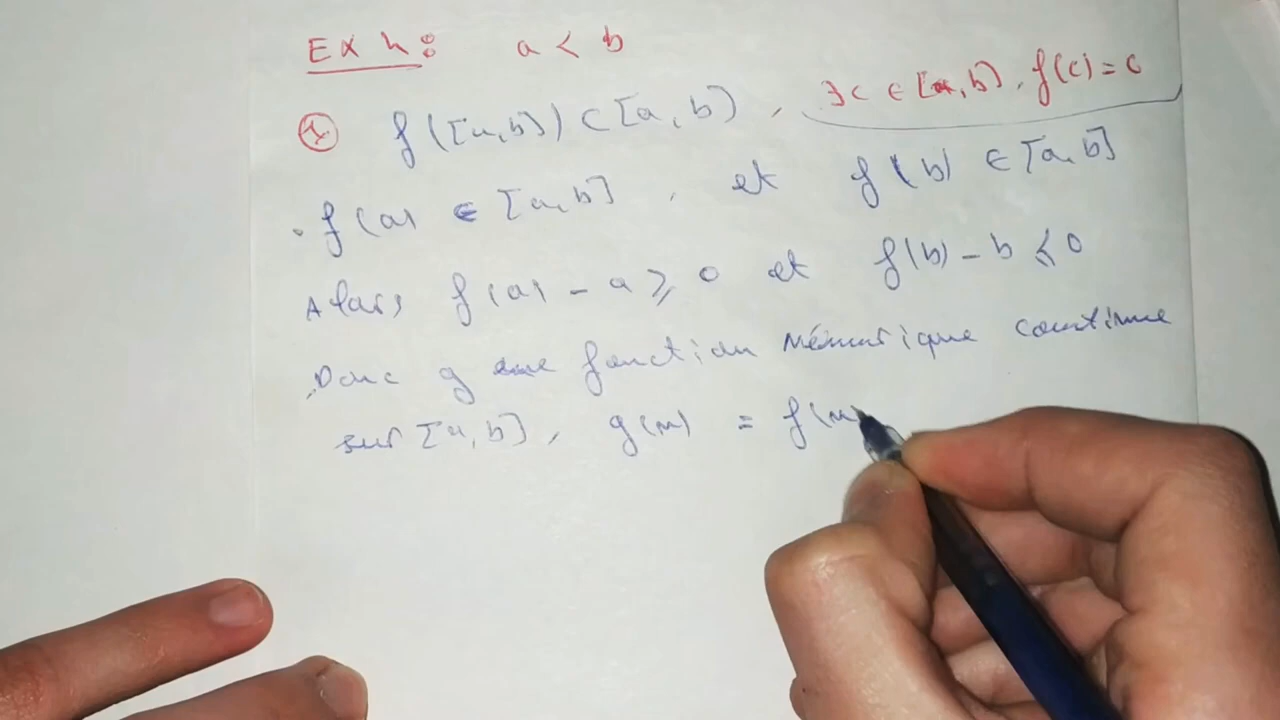 Ex 4: a < b
① f([a,b]) ⊂ [a,b] , ∃c ∈ [a,b], f(c)=c
• f(a) ∈ [a,b] , et f(b) ∈ [a,b]
Alors f(a) - a ⩾ 0 et f(b) - b ⩽ 0
Donc g une fonction Numérique continue
sur [a,b], g(x) = f(x)